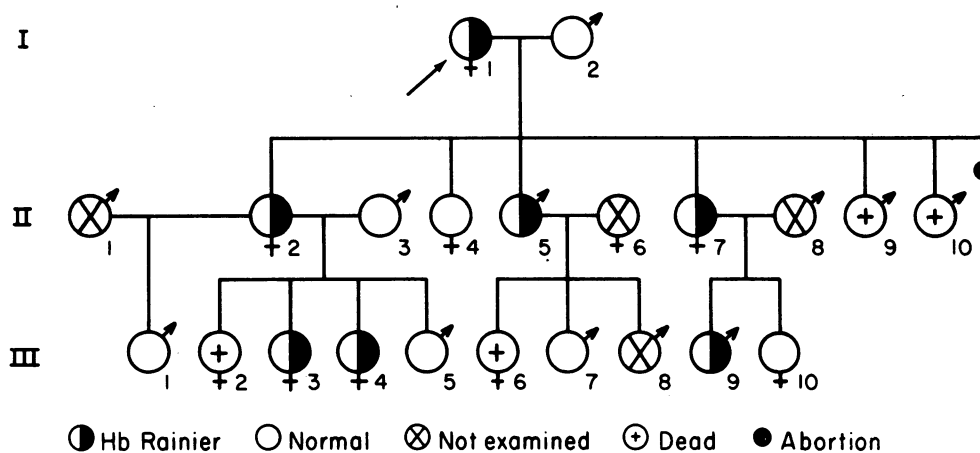 I
1 2
II
1 2 3 4 5 6 7 8 9 10
III
1 2 3 4 5 6 7 8 9 10
Hb Rainier Normal Not examined Dead Abortion